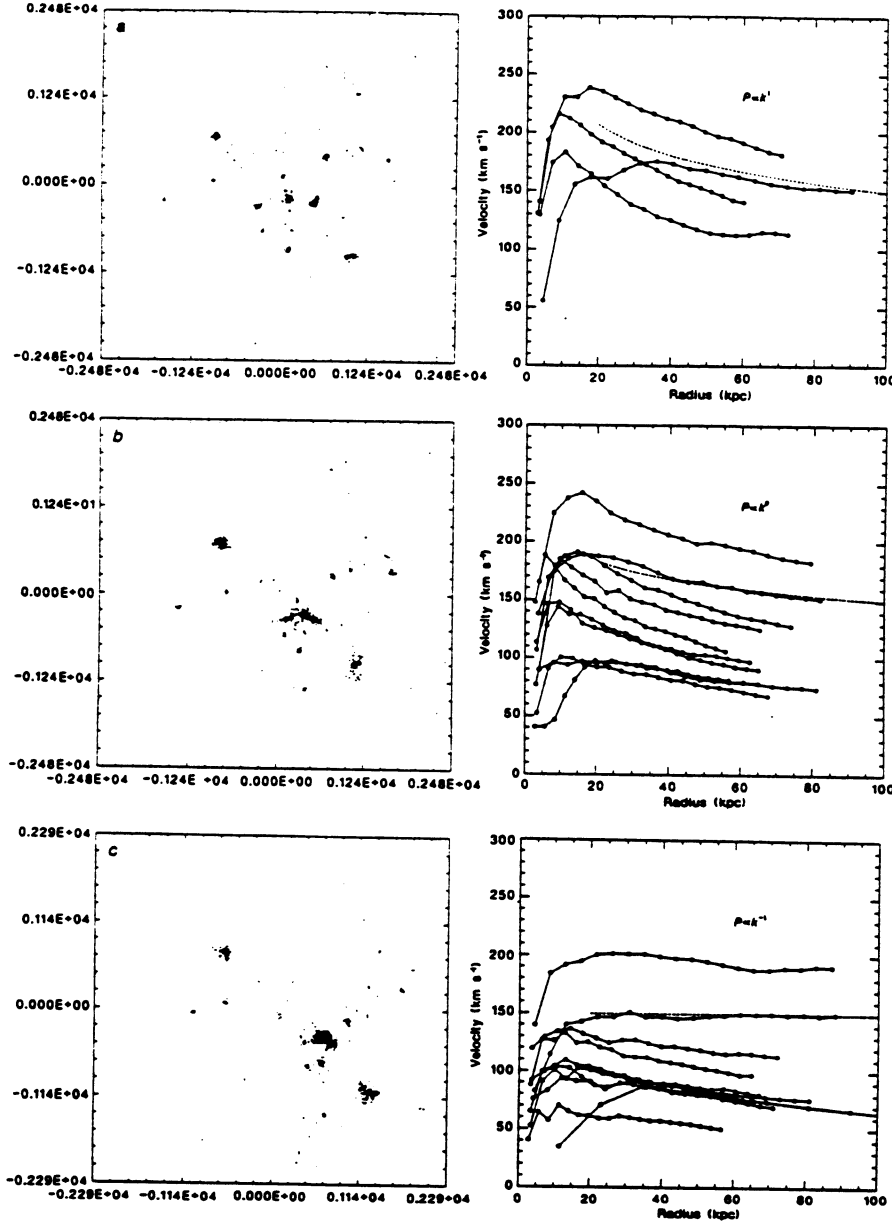 a
0.248E+04
0.124E+04
0.000E+00
-0.124E+04
-0.248E+04
-0.248E+04 -0.124E+04 0.000E+00 0.124E+04 0.248E+04
300
250
200
150
100
50
0
Velocity (km s⁻¹)
P∝k¹
0 20 40 60 80 100
Radius (kpc)
b
0.248E+04
0.124E+01
0.000E+00
-0.124E+04
-0.248E+04
-0.248E+04 -0.124E +04 0.000E+00 0.124E+04 0.248E+04
300
250
200
150
100
50
0
Velocity (km s⁻¹)
P∝k⁰
0 20 40 60 80 100
Radius (kpc)
c
0.229E+04
0.114E+04
0.000E+00
-0.114E+04
-0.229E+04
-0.229E+04 -0.114E+04 0.000E+00 0.114E+04 0.229E+04
300
250
200
150
100
50
0
Velocity (km s⁻¹)
P∝k⁻¹
0 20 40 60 80 100
Radius (kpc)